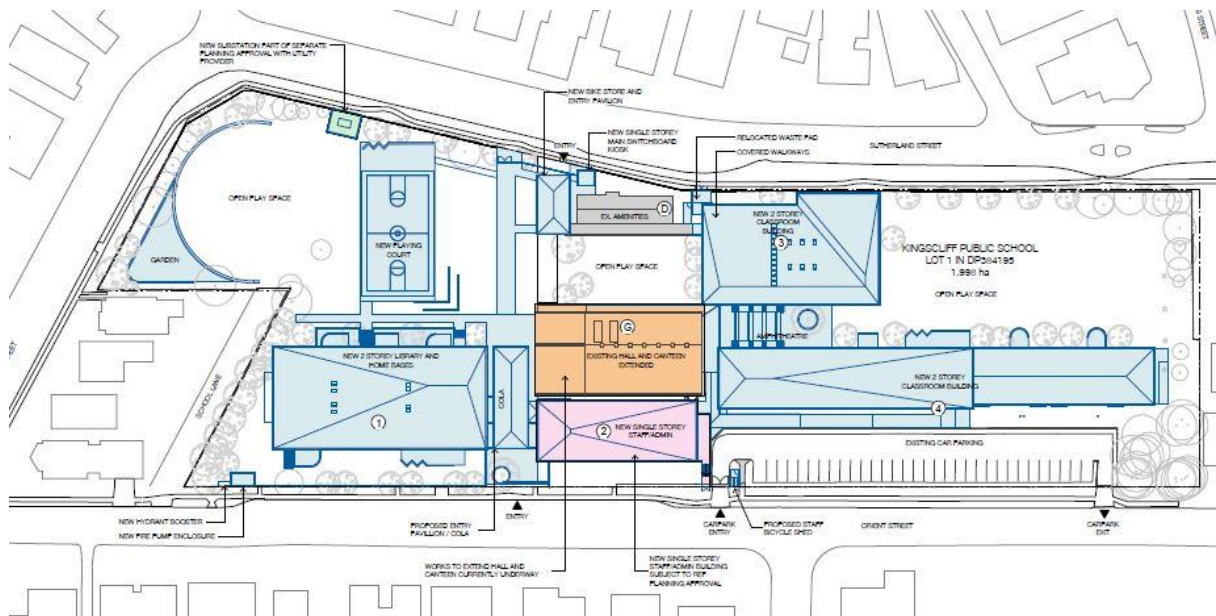 NEW SUBSTATION PART OF SEPARATE
PLANNING APPROVAL WITH UTILITY
PROVIDER
NEW BIKE STORE AND
ENTRY PAVILION
NEW SINGLE STOREY
MAIN SWITCHBOARD
KIOSK
ENTRY
RELOCATED WASTE PAD
COVERED WALKWAYS
SUTHERLAND STREET
OPEN PLAY SPACE
GARDEN
NEW PLAYING
COURT
EX. AMENITIES
D
OPEN PLAY SPACE
NEW 2 STOREY
CLASSROOM
BUILDING
3
KINGSCLIFF PUBLIC SCHOOL
LOT 1 IN DP584195
1.998 ha
OPEN PLAY SPACE
AMPHITHEATRE
G
EXISTING HALL AND CANTEEN
EXTENDED
NEW 2 STOREY LIBRARY AND
HOME BASES
1
COLA
2
NEW SINGLE STOREY
STAFF/ADMIN
NEW 2 STOREY
CLASSROOM BUILDING
4
EXISTING CAR PARKING
SCHOOL LANE
NEW HYDRANT BOOSTER
NEW FIRE PUMP ENCLOSURE
PROPOSED ENTRY
PAVILLION / COLA
ENTRY
CARPARK
ENTRY
PROPOSED STAFF
BICYCLE SHED
ORIENT STREET
CARPARK
EXIT
WORKS TO EXTEND HALL AND
CANTEEN CURRENTLY UNDERWAY
NEW SINGLE STOREY
STAFF/ADMIN BUILDING
SUBJECT TO REF
PLANNING APPROVAL